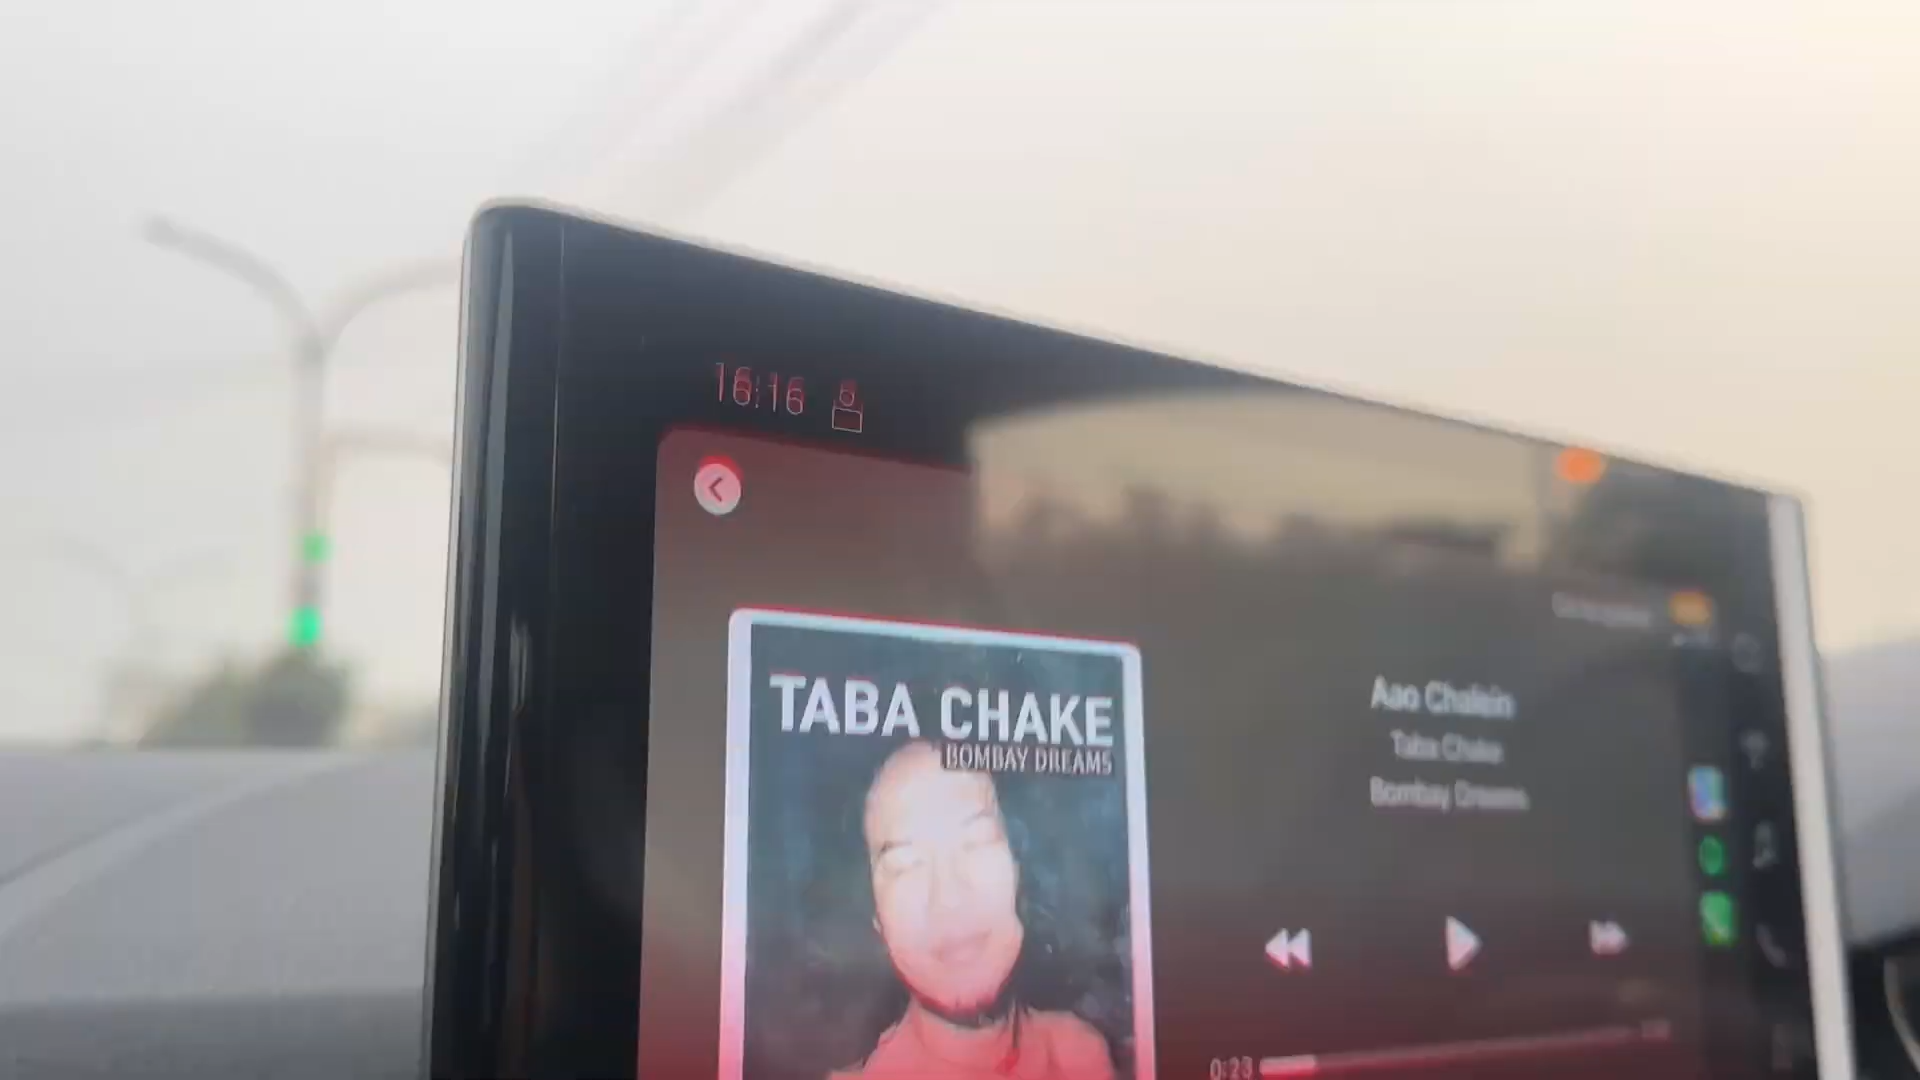 16:16
TABA CHAKE
BOMBAY DREAMS
Aao Chalein
Taba Chake
Bombay Dreams
0:23